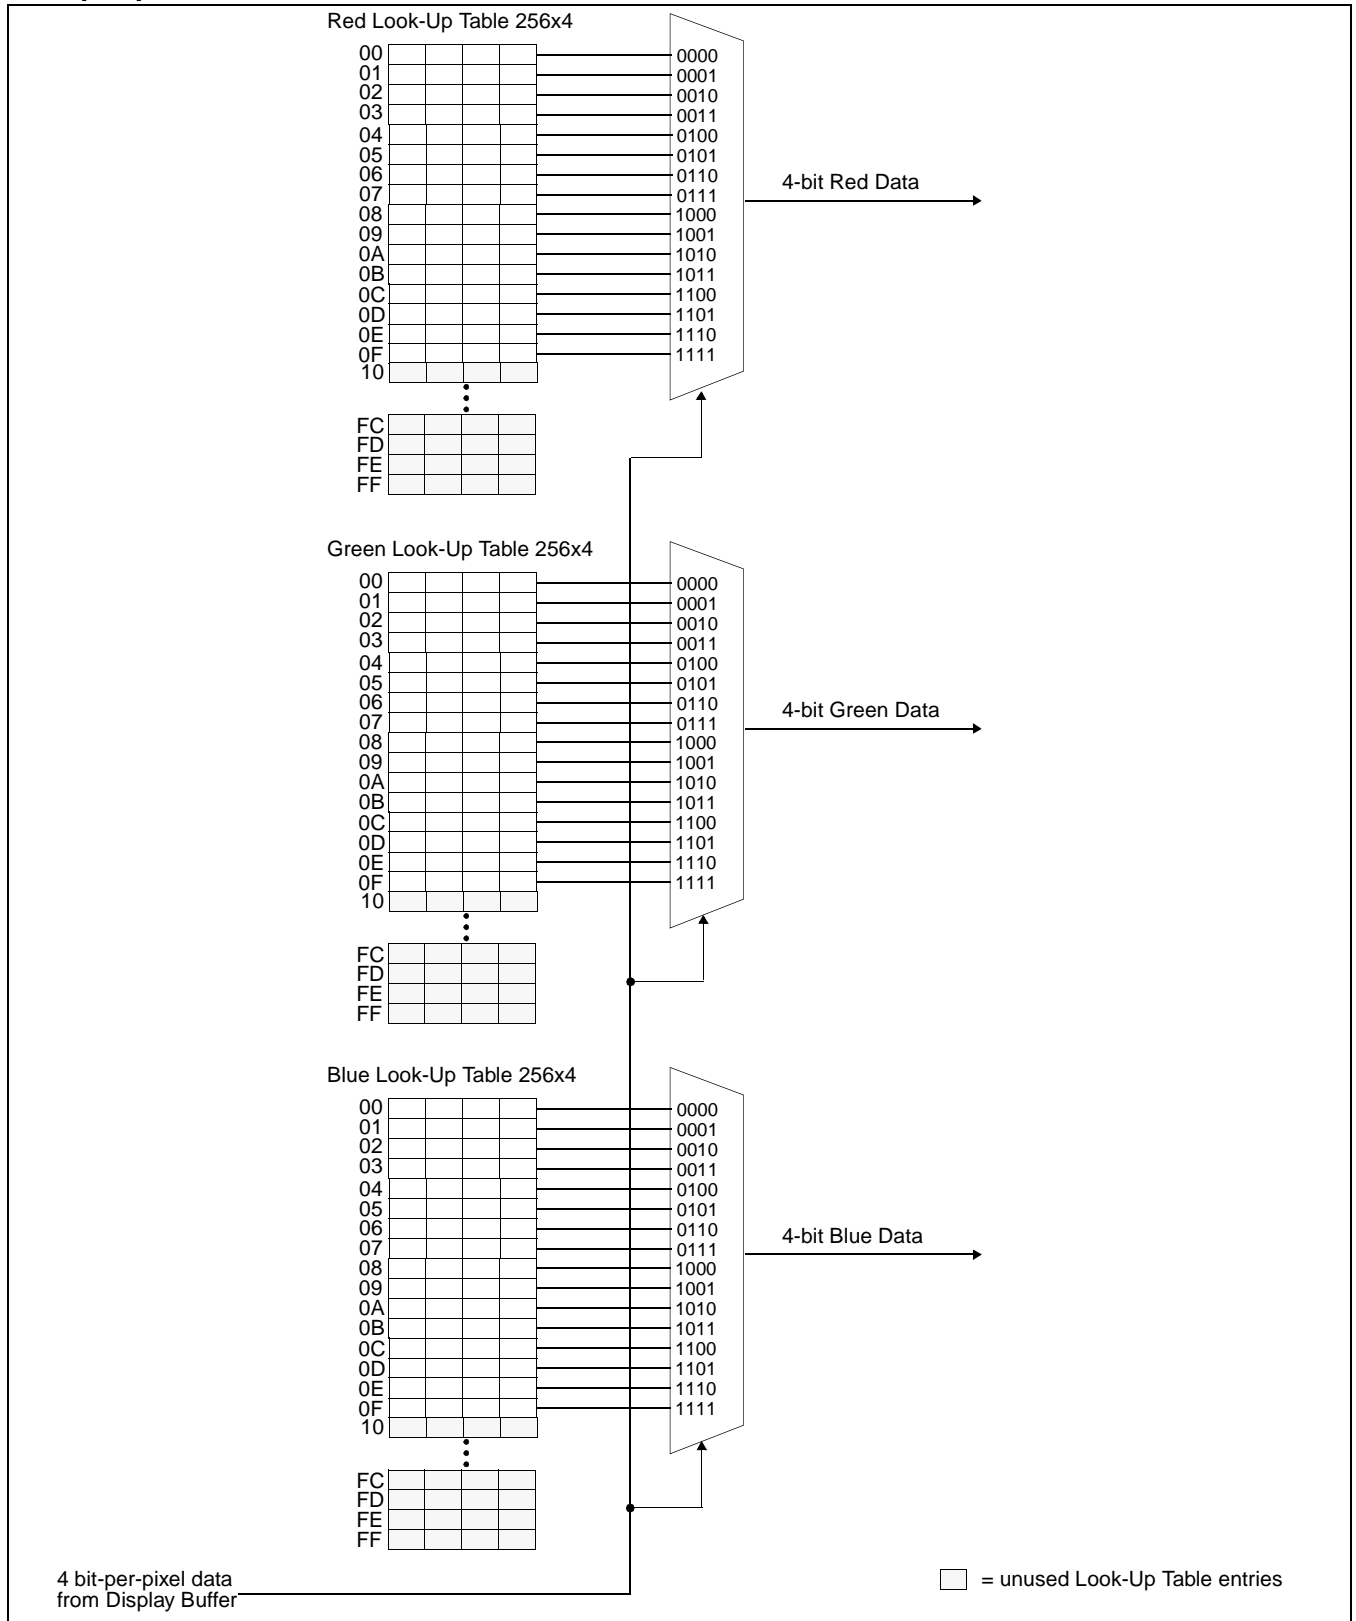 Red Look-Up Table 256x4
00 0000
01 0001
02 0010
03 0011
04 0100
05 0101
06 0110
07 0111
08 1000
09 1001
0A 1010
0B 1011
0C 1100
0D 1101
0E 1110
0F 1111
10
4-bit Red Data
FC
FD
FE
FF
Green Look-Up Table 256x4
00 0000
01 0001
02 0010
03 0011
04 0100
05 0101
06 0110
07 0111
08 1000
09 1001
0A 1010
0B 1011
0C 1100
0D 1101
0E 1110
0F 1111
10
4-bit Green Data
FC
FD
FE
FF
Blue Look-Up Table 256x4
00 0000
01 0001
02 0010
03 0011
04 0100
05 0101
06 0110
07 0111
08 1000
09 1001
0A 1010
0B 1011
0C 1100
0D 1101
0E 1110
0F 1111
10
4-bit Blue Data
FC
FD
FE
FF
4 bit-per-pixel data
from Display Buffer
= unused Look-Up Table entries